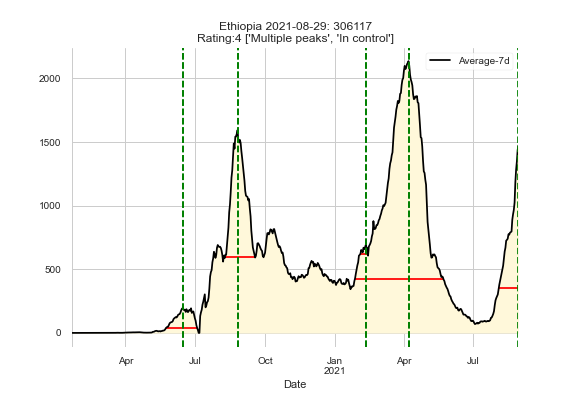 Ethiopia 2021-08-29: 306117
Rating:4 ['Multiple peaks', 'In control']
Average-7d
2000
1500
1000
500
0
Apr
Jul
Oct
Jan
2021
Apr
Jul
Date